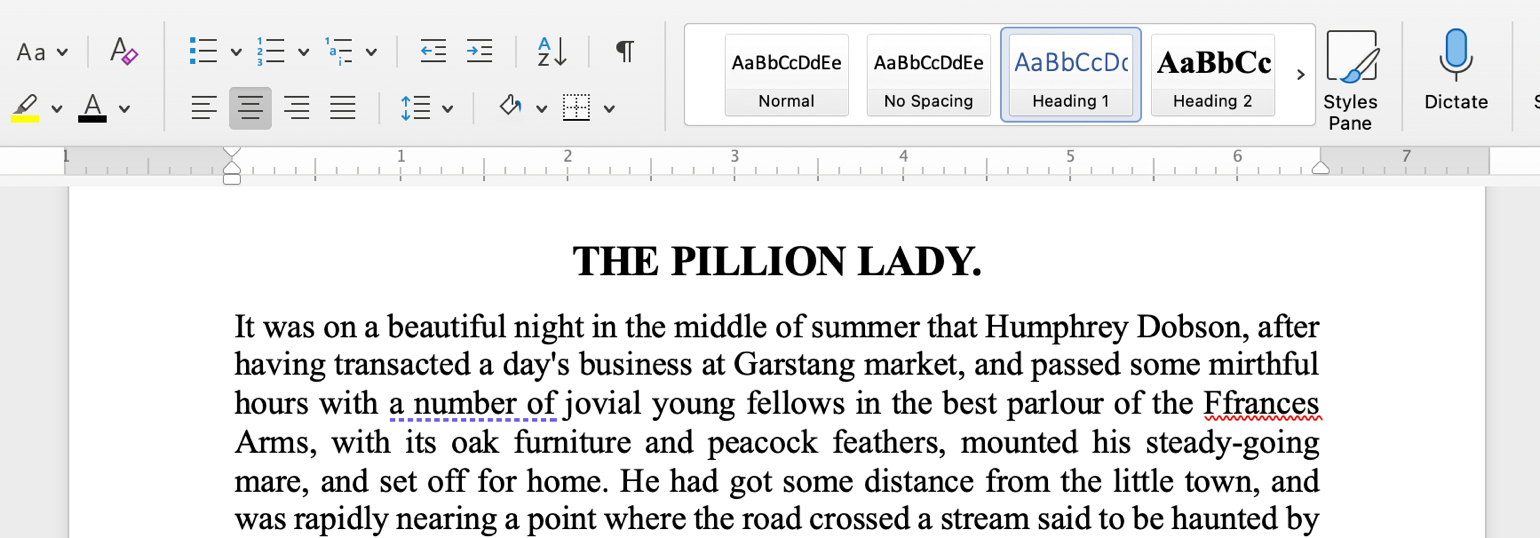 Aa
A
1
2
3
1
a
i
A
Z
¶
AaBbCcDdEe
Normal
AaBbCcDdEe
No Spacing
AaBbCcDc
Heading 1
AaBbCc
Heading 2
Styles
Pane
Dictate
A
1 1 2 3 4 5 6 7
THE PILLION LADY.
It was on a beautiful night in the middle of summer that Humphrey Dobson, after
having transacted a day's business at Garstang market, and passed some mirthful
hours with a number of jovial young fellows in the best parlour of the Ffrances
Arms, with its oak furniture and peacock feathers, mounted his steady-going
mare, and set off for home. He had got some distance from the little town, and
was rapidly nearing a point where the road crossed a stream said to be haunted by